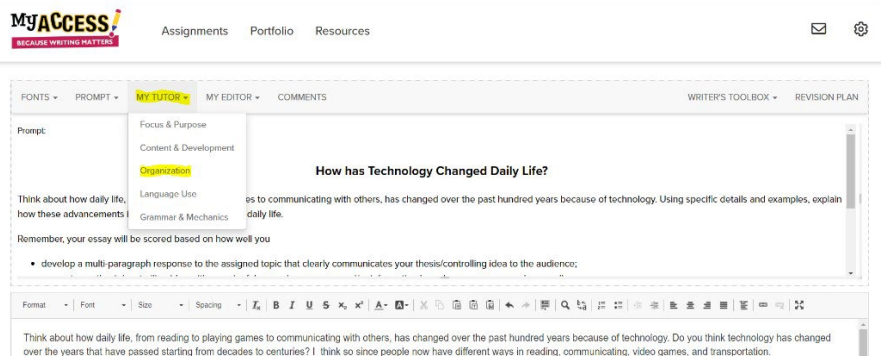 MyACCESS!
BECAUSE WRITING MATTERS
Assignments Portfolio Resources
FONTS PROMPT MY TUTOR MY EDITOR COMMENTS WRITER'S TOOLBOX REVISION PLAN
Focus & Purpose
Content & Development
Organization
Language Use
Grammar & Mechanics
Prompt:
How has Technology Changed Daily Life?
Think about how daily life, es to communicating with others, has changed over the past hundred years because of technology. Using specific details and examples, explain
how these advancements daily life.
Remember, your essay will be scored based on how well you
• develop a multi-paragraph response to the assigned topic that clearly communicates your thesis/controlling idea to the audience;
Format Font Size Spacing
Think about how daily life, from reading to playing games to communicating with others, has changed over the past hundred years because of technology. Do you think technology has changed
over the years that have passed starting from decades to centuries? I think so since people now have different ways in reading, communicating, video games, and transportation.